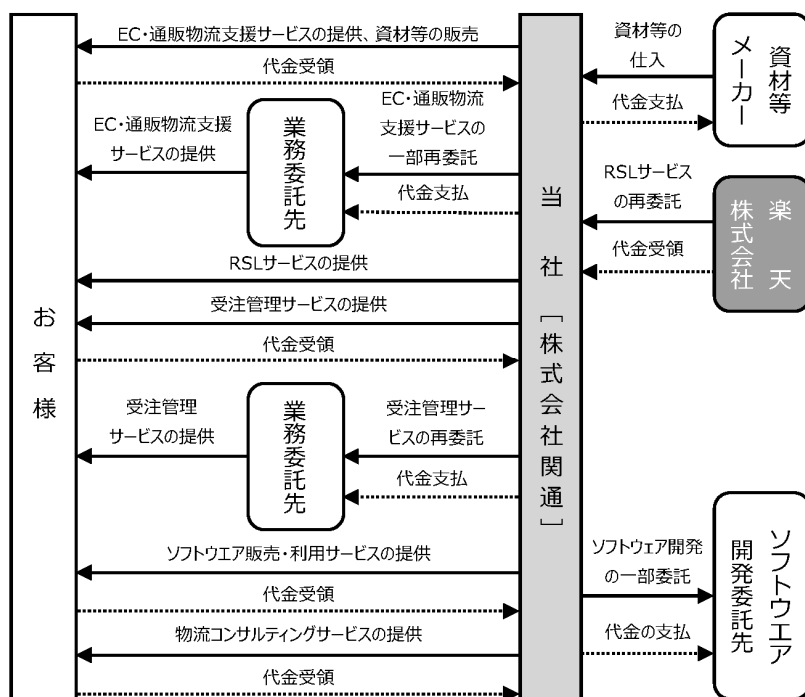 EC・通販物流支援サービスの提供、資材等の販売
代金受領
EC・通販物流支援
サービスの提供
業務委託先
EC・通販物流
支援サービスの
一部再委託
代金支払
RSLサービスの提供
受注管理サービスの提供
代金受領
受注管理
サービスの提供
業務委託先
受注管理サー
ビスの再委託
代金支払
ソフトウエア販売・利用サービスの提供
代金受領
物流コンサルティングサービスの提供
代金受領
お客様
当社［株式会社関通］
資材等の
仕入
代金支払
資材等
メーカー
RSLサービス
の再委託
代金受領
楽天
株式会社
ソフトウェア開発
の一部委託
代金の支払
ソフトウエア
開発委託先